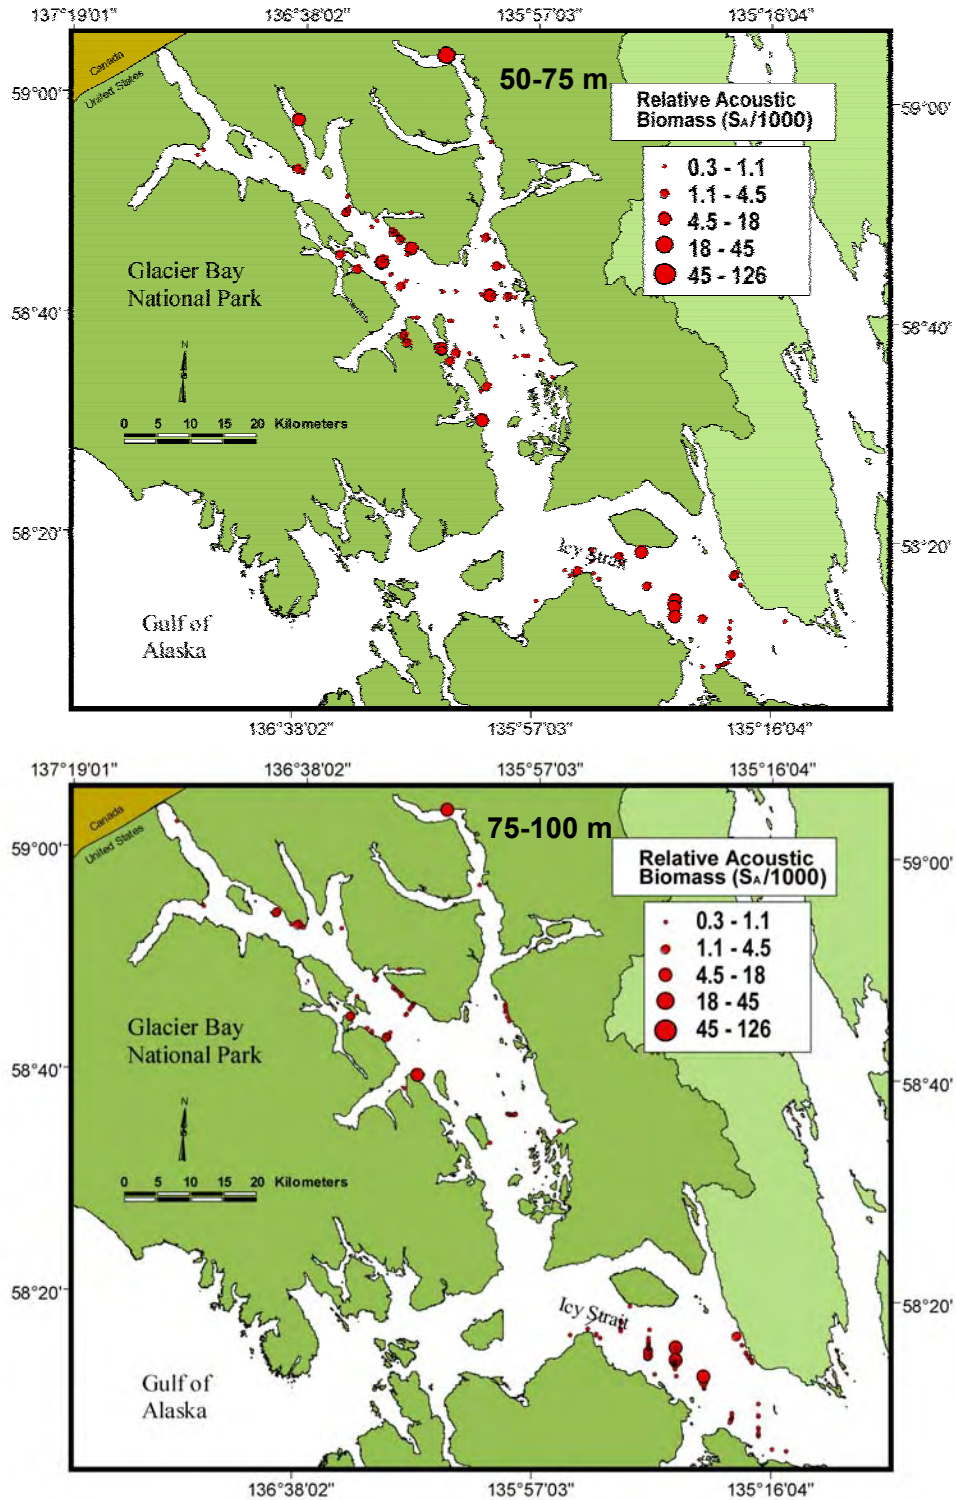 137°19'01" 136°38'02" 135°57'03" 135°16'04"
50-75 m
Canada
United States
59°00' 59°00'
Relative Acoustic
Biomass (SA/1000)
0.3 - 1.1
1.1 - 4.5
4.5 - 18
18 - 45
45 - 126
Glacier Bay
National Park
58°40' 58°40'
N
0 5 10 15 20 Kilometers
58°20' 58°20'
Icy Strait
Gulf of
Alaska
136°38'02" 135°57'03" 135°16'04"
137°19'01" 136°38'02" 135°57'03" 135°16'04"
75-100 m
Canada
United States
59°00' 59°00'
Relative Acoustic
Biomass (SA/1000)
0.3 - 1.1
1.1 - 4.5
4.5 - 18
18 - 45
45 - 126
Glacier Bay
National Park
58°40' 58°40'
N
0 5 10 15 20 Kilometers
58°20' 58°20'
Icy Strait
Gulf of
Alaska
136°38'02" 135°57'03" 135°16'04"